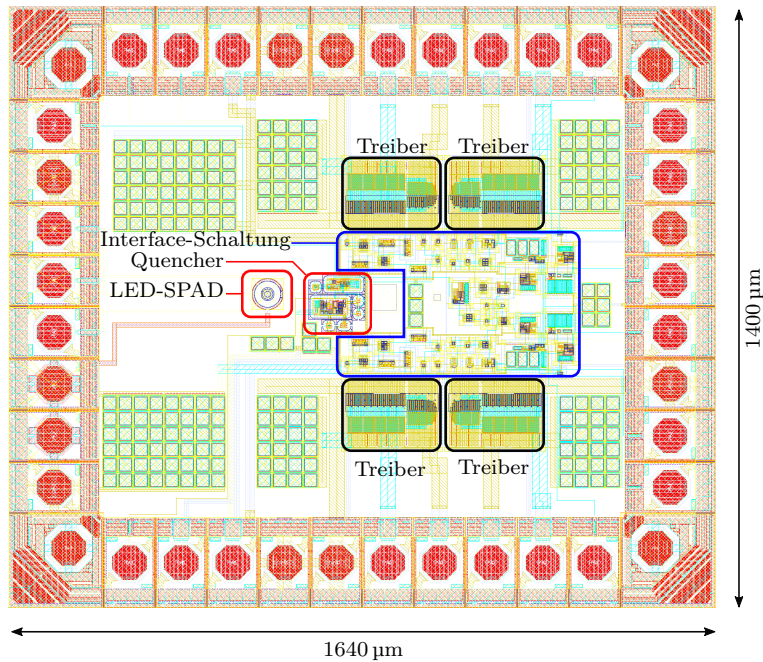 Treiber Treiber
Interface-Schaltung
Quencher
LED-SPAD
1400 µm
Treiber Treiber
1640 µm